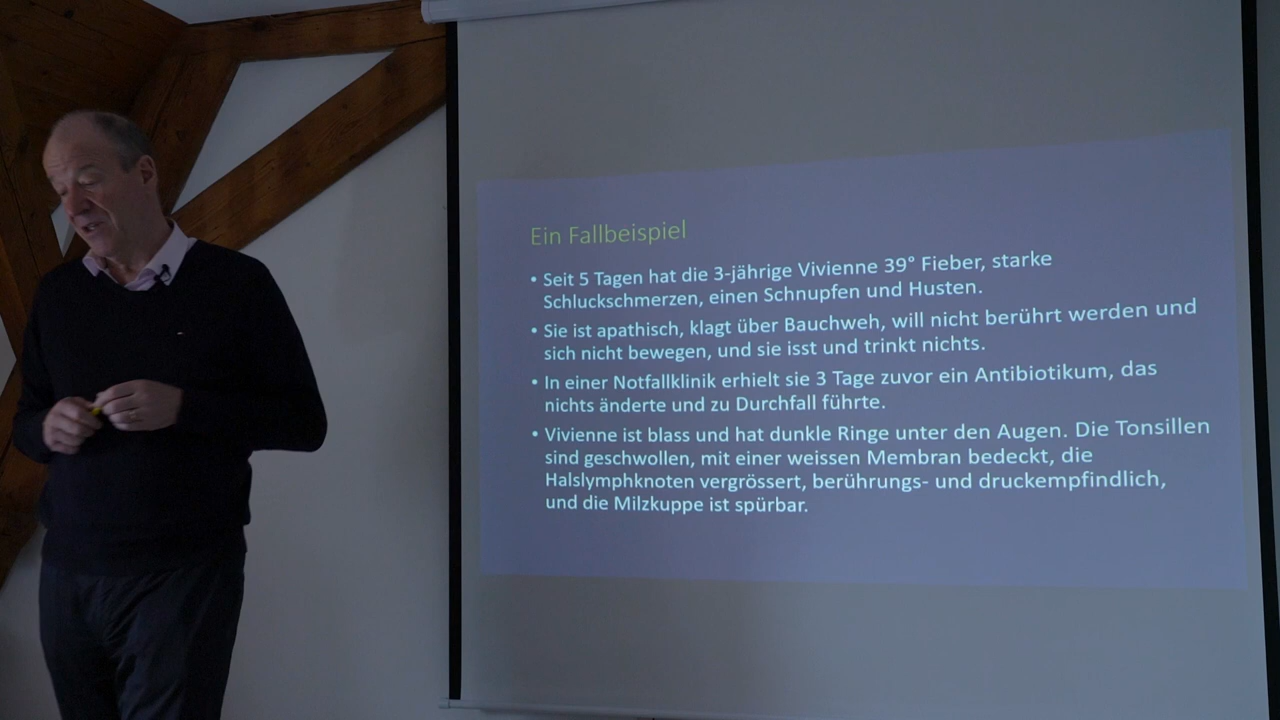 Ein Fallbeispiel
• Seit 5 Tagen hat die 3-jährige Vivienne 39° Fieber, starke
Schluckschmerzen, einen Schnupfen und Husten.
• Sie ist apathisch, klagt über Bauchweh, will nicht berührt werden und
sich nicht bewegen, und sie isst und trinkt nichts.
• In einer Notfallklinik erhielt sie 3 Tage zuvor ein Antibiotikum, das
nichts änderte und zu Durchfall führte.
• Vivienne ist blass und hat dunkle Ringe unter den Augen. Die Tonsillen
sind geschwollen, mit einer weissen Membran bedeckt, die
Halslymphknoten vergrössert, berührungs- und druckempfindlich,
und die Milzkuppe ist spürbar.